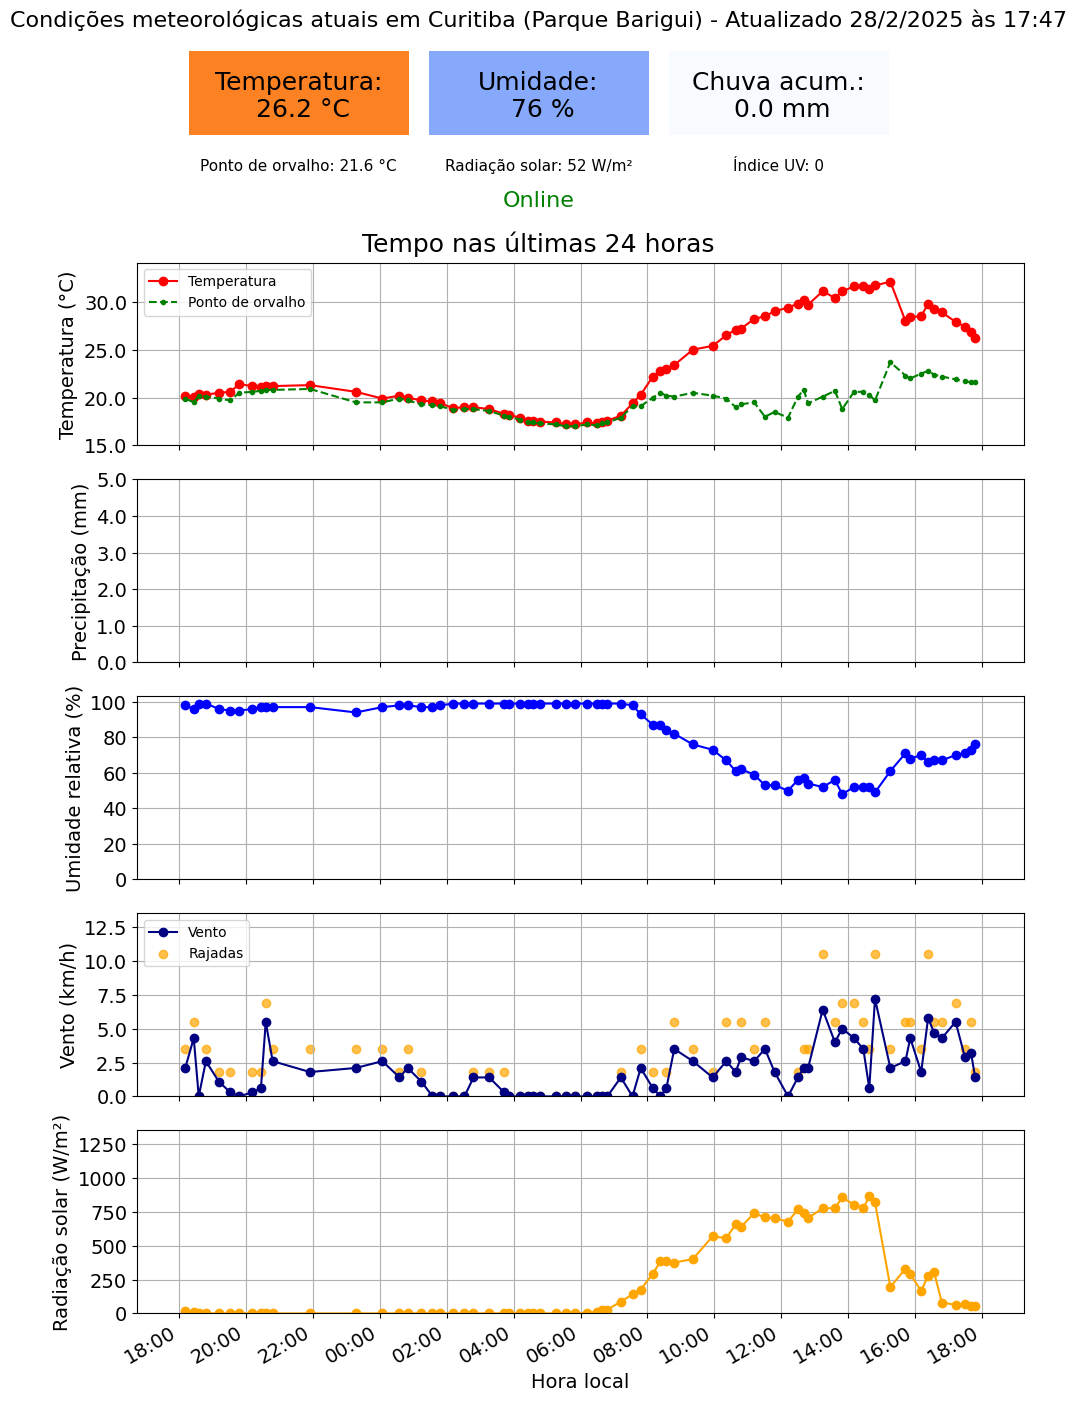 Condições meteorológicas atuais em Curitiba (Parque Barigui) - Atualizado 28/2/2025 às 17:47
Temperatura:
26.2 °C
Umidade:
76 %
Chuva acum.:
0.0 mm
Ponto de orvalho: 21.6 °C
Radiação solar: 52 W/m²
Índice UV: 0
Online
Tempo nas últimas 24 horas
Temperatura (°C)
30.0
25.0
20.0
15.0
Temperatura
Ponto de orvalho
Precipitação (mm)
5.0
4.0
3.0
2.0
1.0
0.0
Umidade relativa (%)
100
80
60
40
20
0
Vento (km/h)
12.5
10.0
7.5
5.0
2.5
0.0
Vento
Rajadas
Radiação solar (W/m²)
1250
1000
750
500
250
0
18:00
20:00
22:00
00:00
02:00
04:00
06:00
08:00
10:00
12:00
14:00
16:00
18:00
Hora local